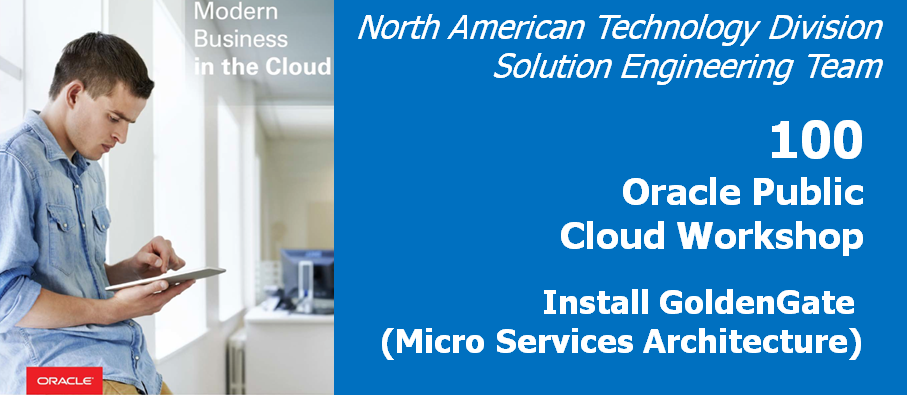 Modern
Business
in the Cloud
ORACLE
North American Technology Division
Solution Engineering Team
100
Oracle Public
Cloud Workshop
Install GoldenGate
(Micro Services Architecture)